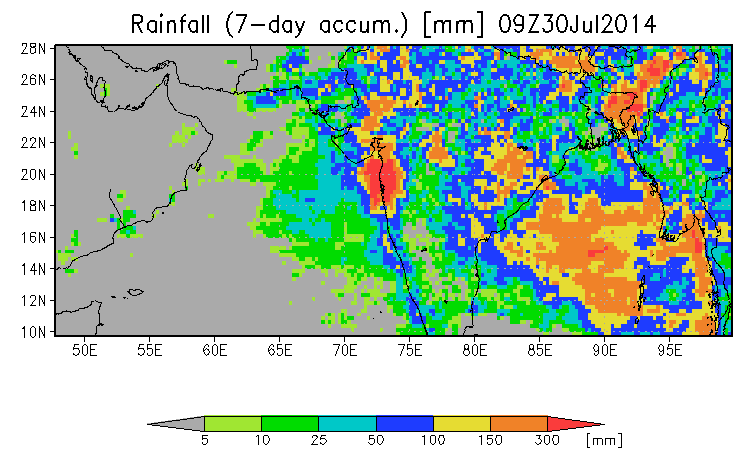 Rainfall (7-day accum.) [mm] 09Z30Jul2014
28N
26N
24N
22N
20N
18N
16N
14N
12N
10N
50E 55E 60E 65E 70E 75E 80E 85E 90E 95E
5 10 25 50 100 150 300 [mm]